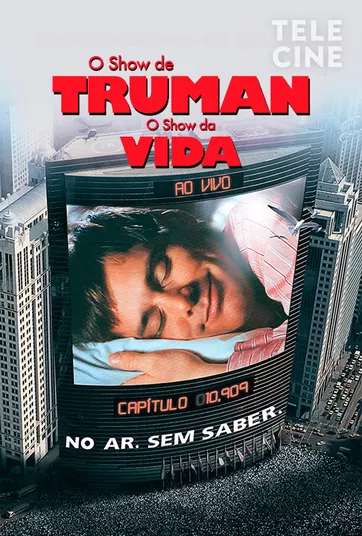 TELE
CINE
O Show de
TRUMAN
O Show da
VIDA
AO VIVO
CAPÍTULO 010,909
NO AR. SEM SABER.